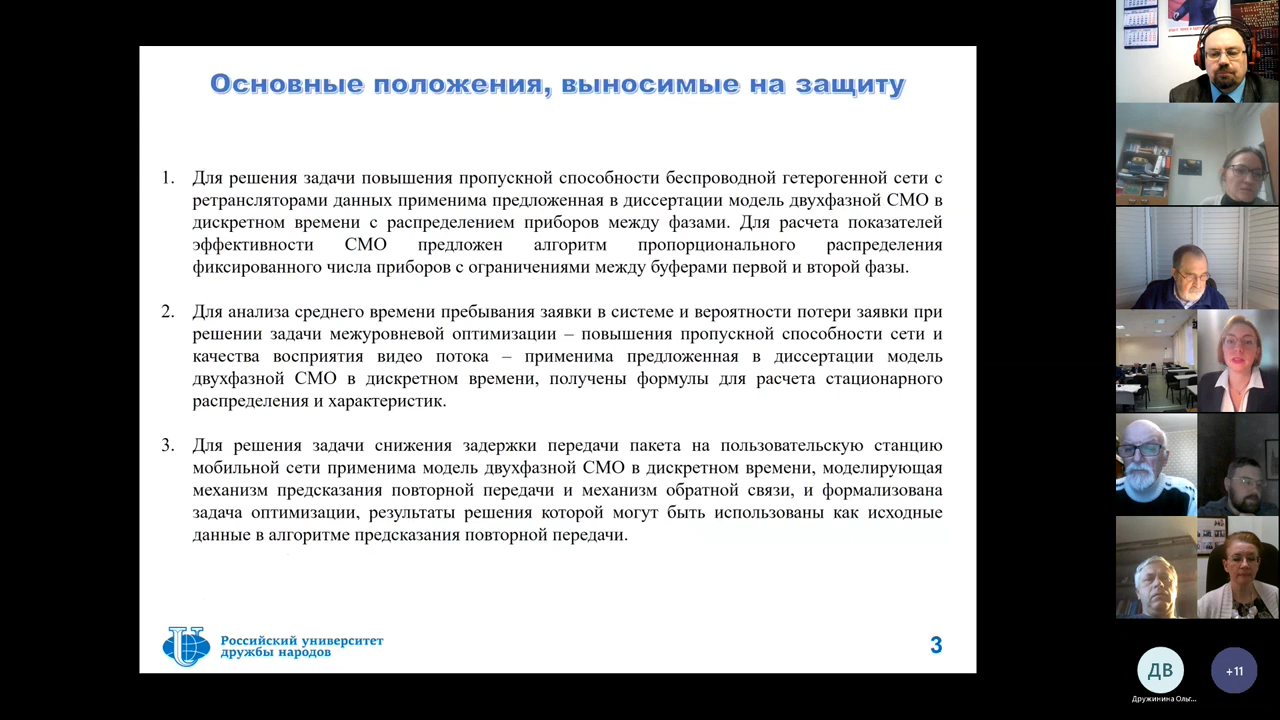 Основные положения, выносимые на защиту
1. Для решения задачи повышения пропускной способности беспроводной гетерогенной сети с
ретрансляторами данных применима предложенная в диссертации модель двухфазной СМО в
дискретном времени с распределением приборов между фазами. Для расчета показателей
эффективности СМО предложен алгоритм пропорционального распределения
фиксированного числа приборов с ограничениями между буферами первой и второй фазы.
2. Для анализа среднего времени пребывания заявки в системе и вероятности потери заявки при
решении задачи межуровневой оптимизации – повышения пропускной способности сети и
качества восприятия видео потока – применима предложенная в диссертации модель
двухфазной СМО в дискретном времени, получены формулы для расчета стационарного
распределения и характеристик.
3. Для решения задачи снижения задержки передачи пакета на пользовательскую станцию
мобильной сети применима модель двухфазной СМО в дискретном времени, моделирующая
механизм предсказания повторной передачи и механизм обратной связи, и формализована
задача оптимизации, результаты решения которой могут быть использованы как исходные
данные в алгоритме предсказания повторной передачи.
Российский университет
дружбы народов
3
ДВ
+11
Дружинина Ольг...